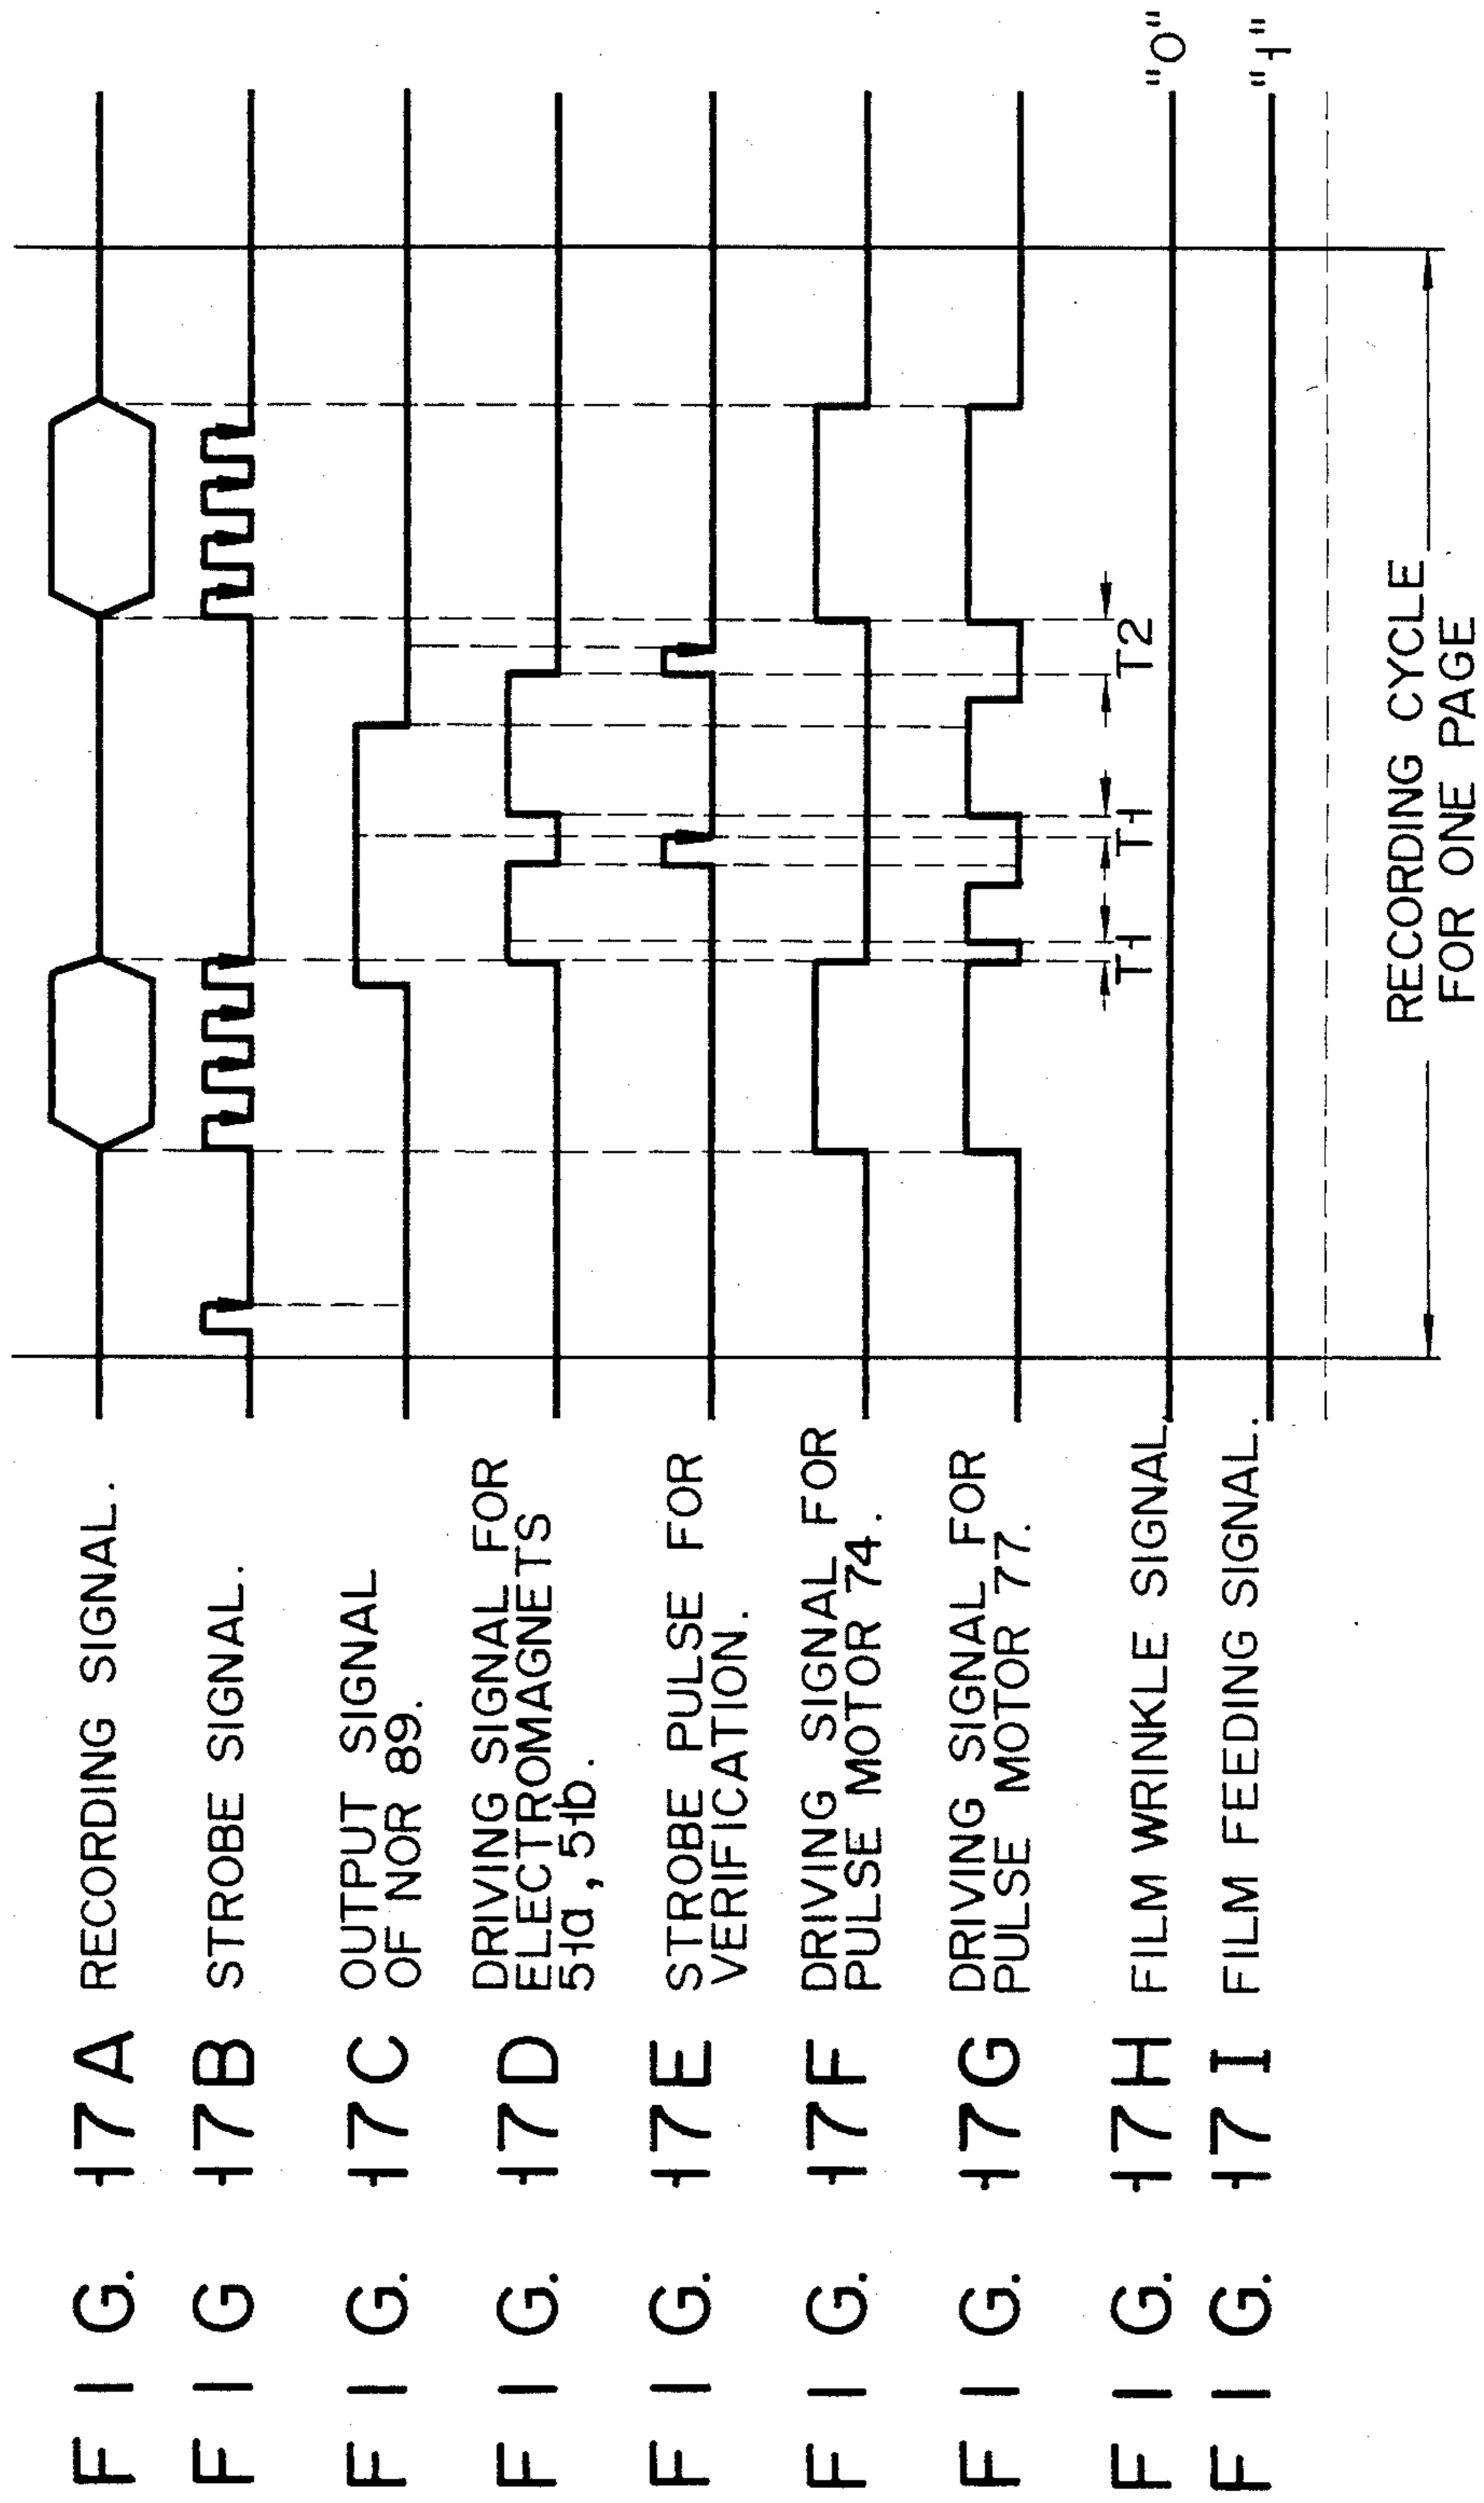 FIG. 17A RECORDING SIGNAL.
FIG 17B STROBE SIGNAL.
FIG. 17C OUTPUT SIGNAL
OF NOR 89.
FIG. 17D DRIVING SIGNAL FOR
ELECTROMAGNETS
51a, 51b.
FIG. 17E STROBE PULSE FOR
VERIFICATION.
FIG. 17F DRIVING SIGNAL FOR
PULSE MOTOR 74.
FIG. 17G DRIVING SIGNAL FOR
PULSE MOTOR 77.
T1 T1 T2
FIG. 17H FILM WRINKLE SIGNAL. "0"
FIG. 17I FILM FEEDING SIGNAL. "1"
RECORDING CYCLE
FOR ONE PAGE